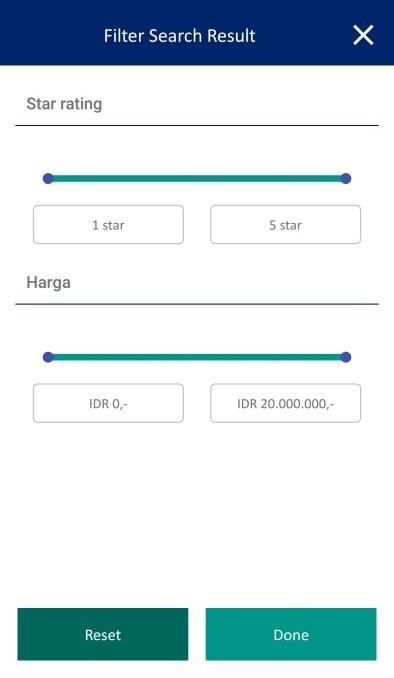 Filter Search Result
Star rating
1 star
5 star
Harga
IDR 0,-
IDR 20.000.000,-
Reset
Done